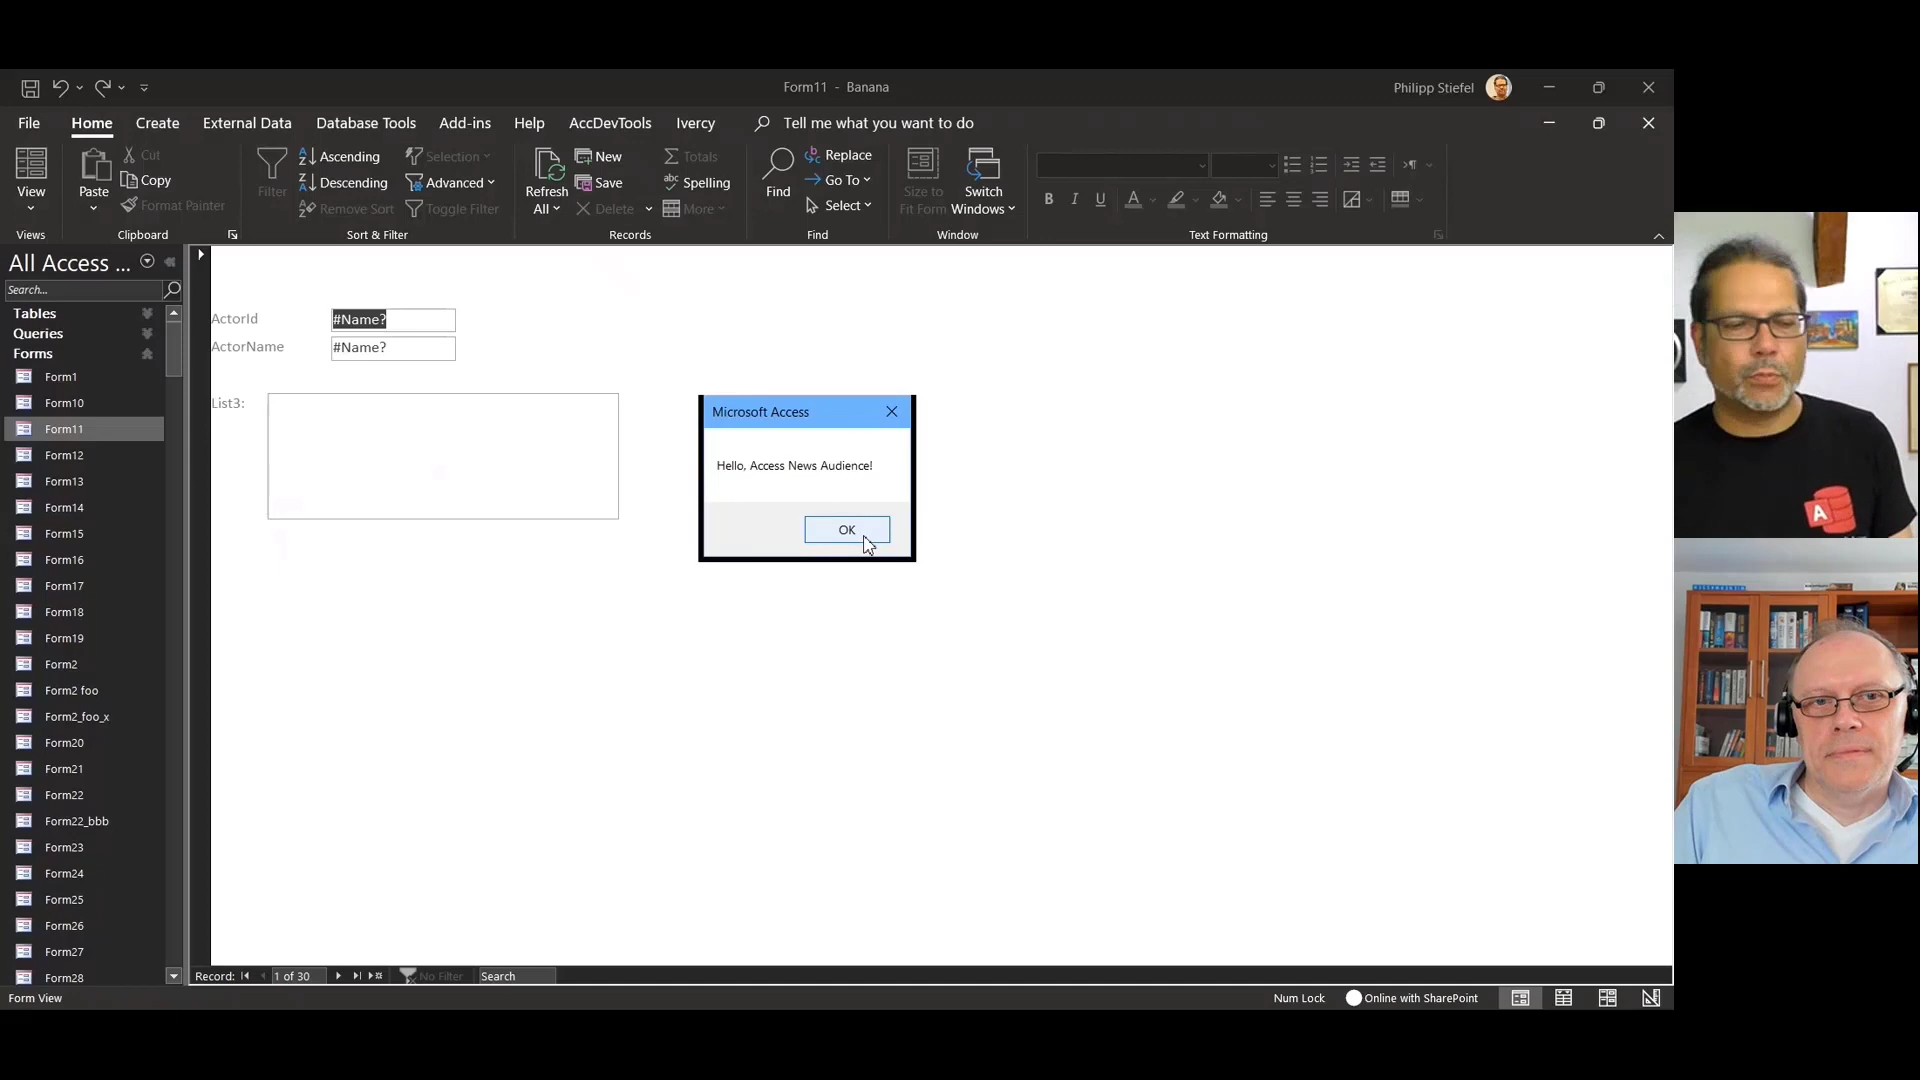 Form11 - Banana
Philipp Stiefel
File Home Create External Data Database Tools Add-ins Help AccDevTools Ivercy Tell me what you want to do
View
Views
Paste
Cut
Copy
Format Painter
Clipboard
Filter
Ascending
Descending
Remove Sort
Selection
Advanced
Toggle Filter
Sort & Filter
Refresh
All
New
Save
Delete
Totals
Spelling
More
Records
Find
Replace
Go To
Select
Find
Size to
Fit Form
Switch
Windows
Window
B I U A
Text Formatting
All Access ...
Search...
Tables
Queries
Forms
Form1
Form10
Form11
Form12
Form13
Form14
Form15
Form16
Form17
Form18
Form19
Form2
Form2 foo
Form2_foo_x
Form20
Form21
Form22
Form22_bbb
Form23
Form24
Form25
Form26
Form27
Form28
ActorId #Name?
ActorName #Name?
List3:
Microsoft Access
Hello, Access News Audience!
OK
A
Record: 1 of 30 No Filter Search
Form View
Num Lock Online with SharePoint